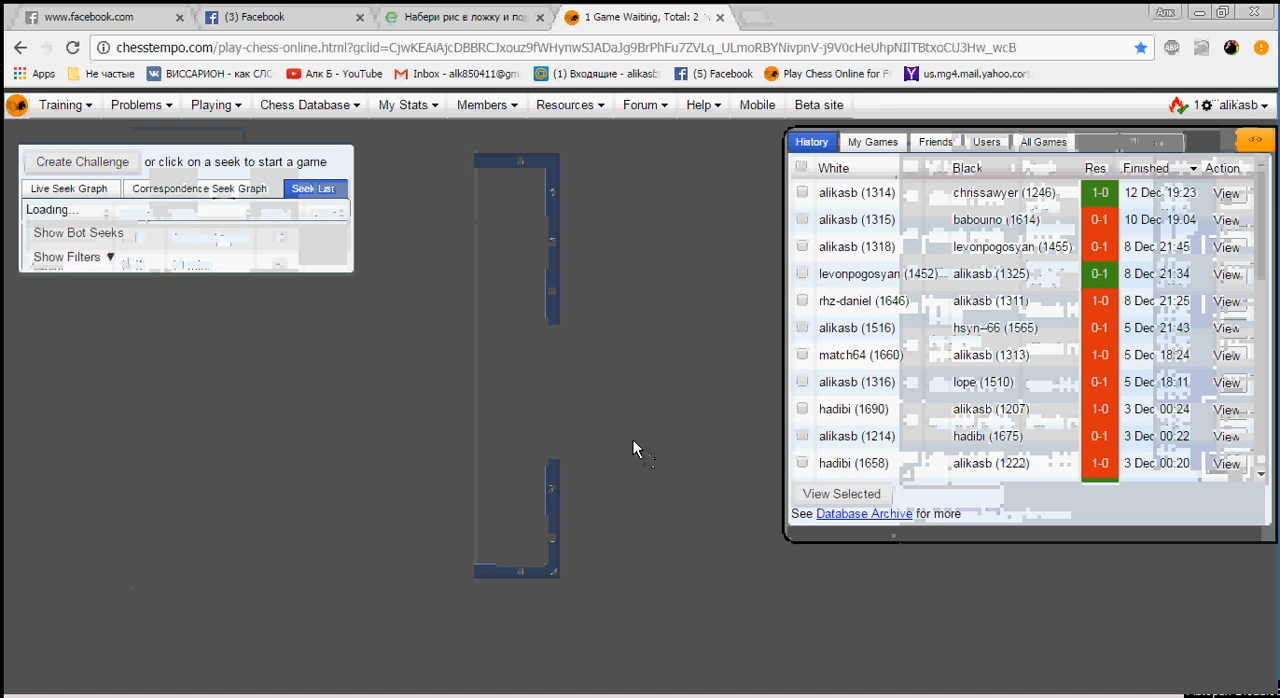 www.facebook.com
(3) Facebook
Набери рис в ложку и по
1 Game Waiting, Total: 2
Алк
chesstempo.com/play-chess-online.html?gclid=CjwKEAiAjcDBBRCJxouz9fWHynwSJADaJg9BrPhFu7ZVLq_ULmoRBYNivpnV-j9V0cHeUhpNIlTBtxoCU3Hw_wcB
Apps
Не частые
ВИССАРИОН - как СЛО
Алк Б - YouTube
Inbox - alk850411@gm
(1) Входящие - alikasb
(5) Facebook
Play Chess Online for F
us.mg4.mail.yahoo.com
Training
Problems
Playing
Chess Database
My Stats
Members
Resources
Forum
Help
Mobile
Beta site
1
alikasb
Create Challenge or click on a seek to start a game
Live Seek Graph
Correspondence Seek Graph
Seek List
Loading...
Show Bot Seeks
Show Filters ▼
History
My Games
Friends
Users
All Games
White Black Res Finished Action
alikasb (1314) chrissawyer (1246) 1-0 12 Dec 19:23 View
alikasb (1315) babouino (1614) 0-1 10 Dec 19:04 View
alikasb (1318) levonpogosyan (1455) 0-1 8 Dec 21:45 View
levonpogosyan (1452) alikasb (1325) 0-1 8 Dec 21:34 View
rhz-daniel (1646) alikasb (1311) 1-0 8 Dec 21:25 View
alikasb (1516) hsyn--66 (1565) 0-1 5 Dec 21:43 View
match64 (1660) alikasb (1313) 1-0 5 Dec 18:24 View
alikasb (1316) lope (1510) 0-1 5 Dec 18:11 View
hadibi (1690) alikasb (1207) 1-0 3 Dec 00:24 View
alikasb (1214) hadibi (1675) 0-1 3 Dec 00:22 View
hadibi (1658) alikasb (1222) 1-0 3 Dec 00:20 View
View Selected
See Database Archive for more